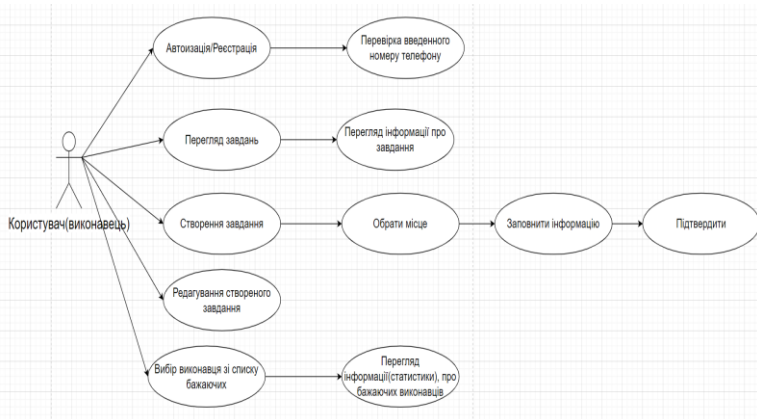 Автоизація/Реєстрація
Перевірка введенного
номеру телефону
Перегляд завдань
Перегляд інформації про
завдання
Користувач(виконавець)
Створення завдання
Обрати місце
Заповнити інформацію
Підтвердити
Редагування створеного
завдання
Вибір виконавця зі списку
бажаючих
Перегляд
інформації(статистики), про
бажаючих виконавців